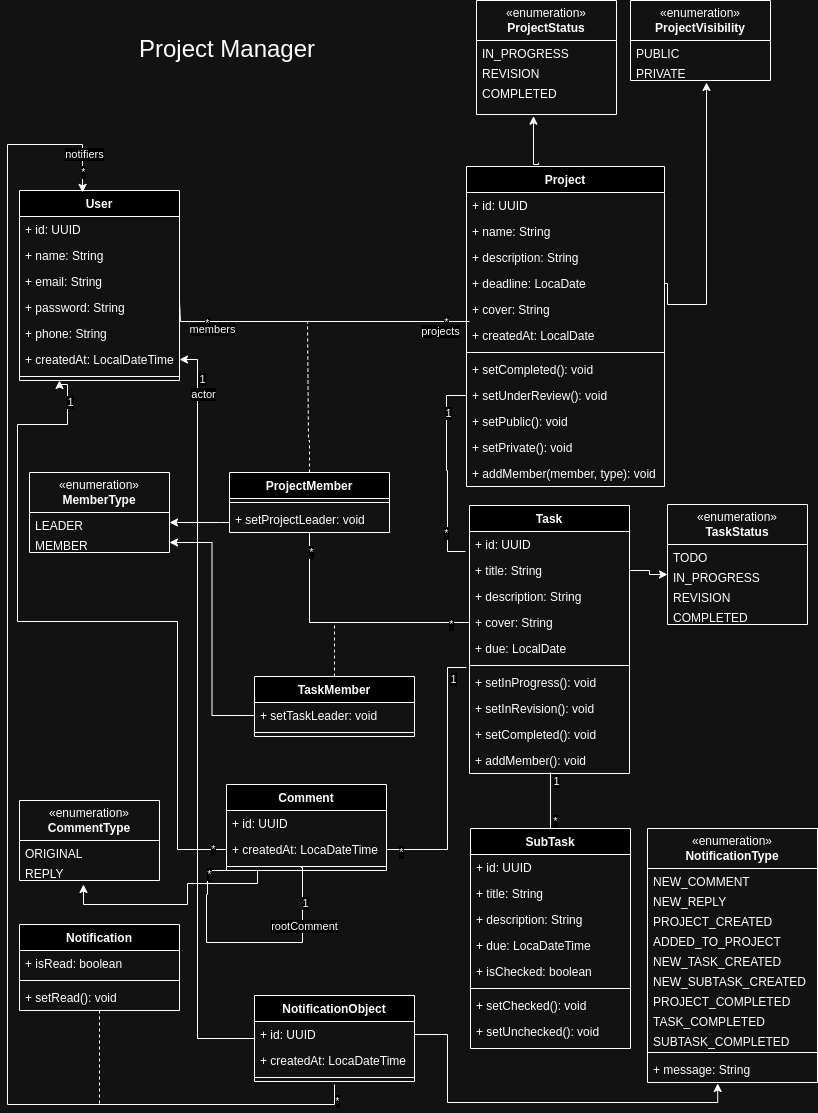 Project Manager
«enumeration»
ProjectStatus
IN_PROGRESS
REVISION
COMPLETED
«enumeration»
ProjectVisibility
PUBLIC
PRIVATE
notifiers
*
User
+ id: UUID
+ name: String
+ email: String
+ password: String
+ phone: String
+ createdAt: LocalDateTime
Project
+ id: UUID
+ name: String
+ description: String
+ deadline: LocaDate
+ cover: String
+ createdAt: LocalDate
+ setCompleted(): void
+ setUnderReview(): void
+ setPublic(): void
+ setPrivate(): void
+ addMember(member, type): void
*
members
*
projects
1
actor
1
1
*
«enumeration»
MemberType
LEADER
MEMBER
ProjectMember
+ setProjectLeader: void
*
*
Task
+ id: UUID
+ title: String
+ description: String
+ cover: String
+ due: LocalDate
+ setInProgress(): void
+ setInRevision(): void
+ setCompleted(): void
+ addMember(): void
«enumeration»
TaskStatus
TODO
IN_PROGRESS
REVISION
COMPLETED
TaskMember
+ setTaskLeader: void
1
1
*
Comment
+ id: UUID
+ createdAt: LocaDateTime
*
*
*
1
rootComment
«enumeration»
CommentType
ORIGINAL
REPLY
SubTask
+ id: UUID
+ title: String
+ description: String
+ due: LocaDateTime
+ isChecked: boolean
+ setChecked(): void
+ setUnchecked(): void
«enumeration»
NotificationType
NEW_COMMENT
NEW_REPLY
PROJECT_CREATED
ADDED_TO_PROJECT
NEW_TASK_CREATED
NEW_SUBTASK_CREATED
PROJECT_COMPLETED
TASK_COMPLETED
SUBTASK_COMPLETED
+ message: String
Notification
+ isRead: boolean
+ setRead(): void
NotificationObject
+ id: UUID
+ createdAt: LocaDateTime
*